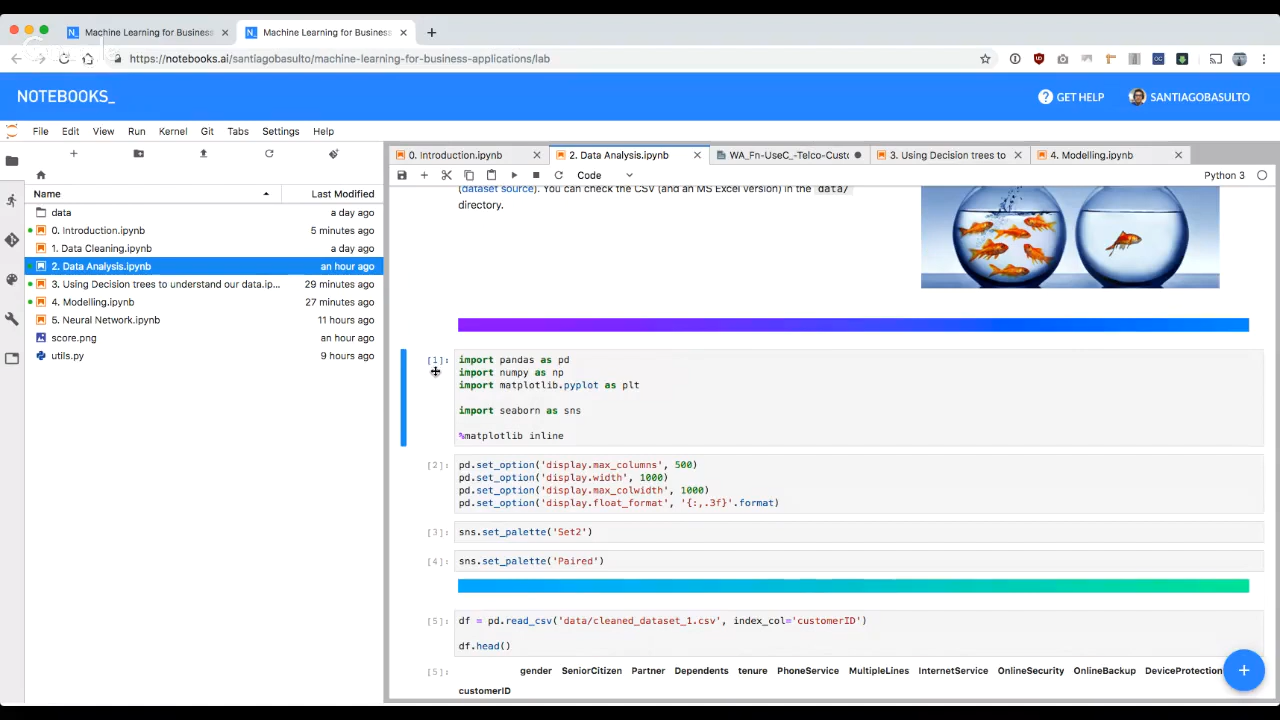 Machine Learning for Business
Machine Learning for Business
https://notebooks.ai/santiagobasulto/machine-learning-for-business-applications/lab
NOTEBOOKS_
GET HELP
SANTIAGOBASULTO
File Edit View Run Kernel Git Tabs Settings Help
0. Introduction.ipynb
2. Data Analysis.ipynb
WA_Fn-UseC_-Telco-Custo
3. Using Decision trees to
4. Modelling.ipynb
Code
Python 3
Name
Last Modified
data a day ago
0. Introduction.ipynb 5 minutes ago
1. Data Cleaning.ipynb a day ago
2. Data Analysis.ipynb an hour ago
3. Using Decision trees to understand our data.ip... 29 minutes ago
4. Modelling.ipynb 27 minutes ago
5. Neural Network.ipynb 11 hours ago
score.png an hour ago
utils.py 9 hours ago
(dataset source). You can check the CSV (and an MS Excel version) in the data/
directory.
[1]:
import pandas as pd
import numpy as np
import matplotlib.pyplot as plt
import seaborn as sns
%matplotlib inline
[2]:
pd.set_option('display.max_columns', 500)
pd.set_option('display.width', 1000)
pd.set_option('display.max_colwidth', 1000)
pd.set_option('display.float_format', '{:,.3f}'.format)
[3]: sns.set_palette('Set2')
[4]: sns.set_palette('Paired')
[5]: df = pd.read_csv('data/cleaned_dataset_1.csv', index_col='customerID')
df.head()
[5]: gender SeniorCitizen Partner Dependents tenure PhoneService MultipleLines InternetService OnlineSecurity OnlineBackup DeviceProtection
customerID